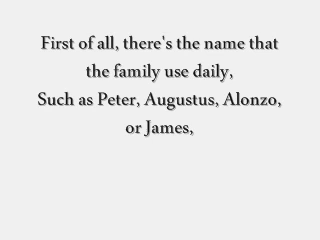 First of all, there's the name that
the family use daily,
Such as Peter, Augustus, Alonzo,
or James,